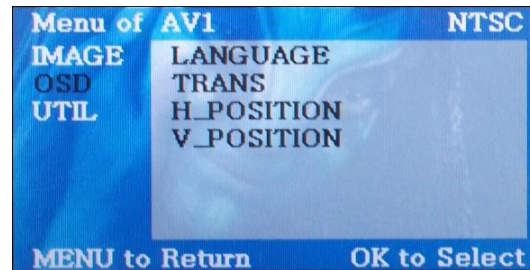 Menu of AV1 NTSC
IMAGE LANGUAGE
OSD TRANS
UTIL H_POSITION
V_POSITION
MENU to Return OK to Select